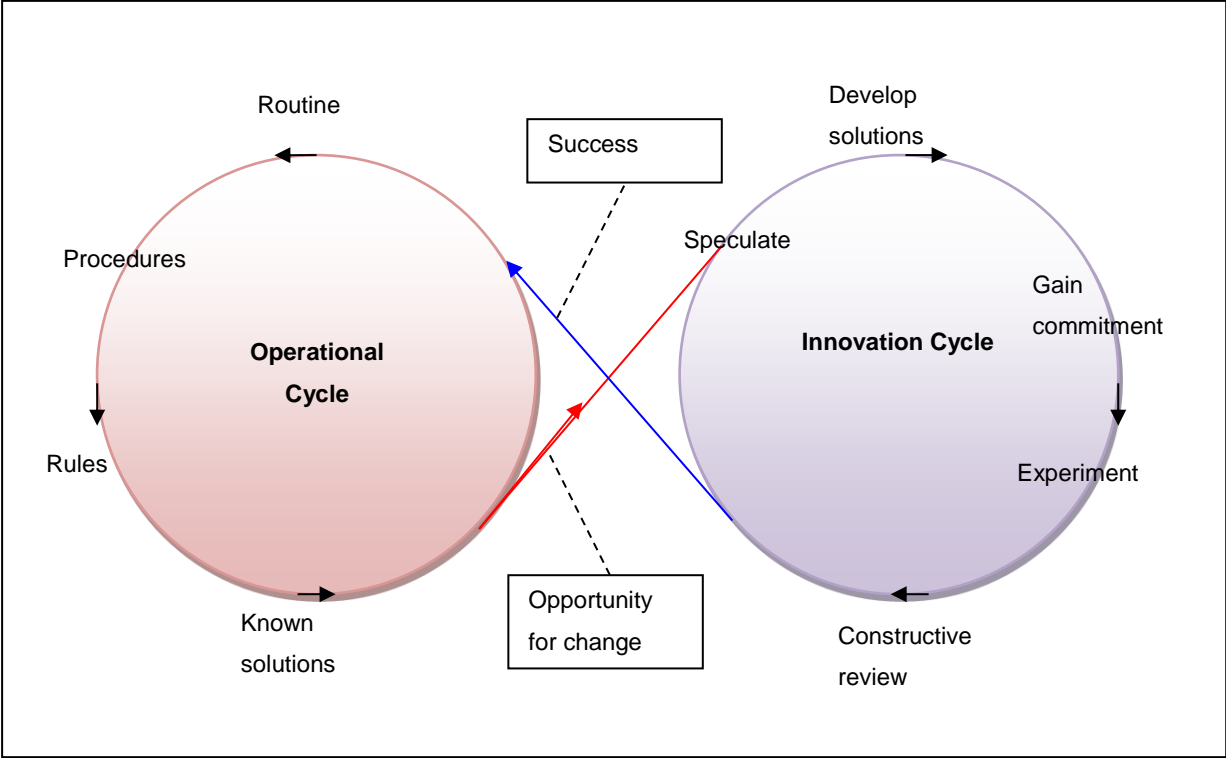 Routine
Develop
solutions
Success
Speculate
Procedures
Gain
commitment
Operational
Cycle
Innovation Cycle
Rules
Experiment
Known
solutions
Opportunity
for change
Constructive
review